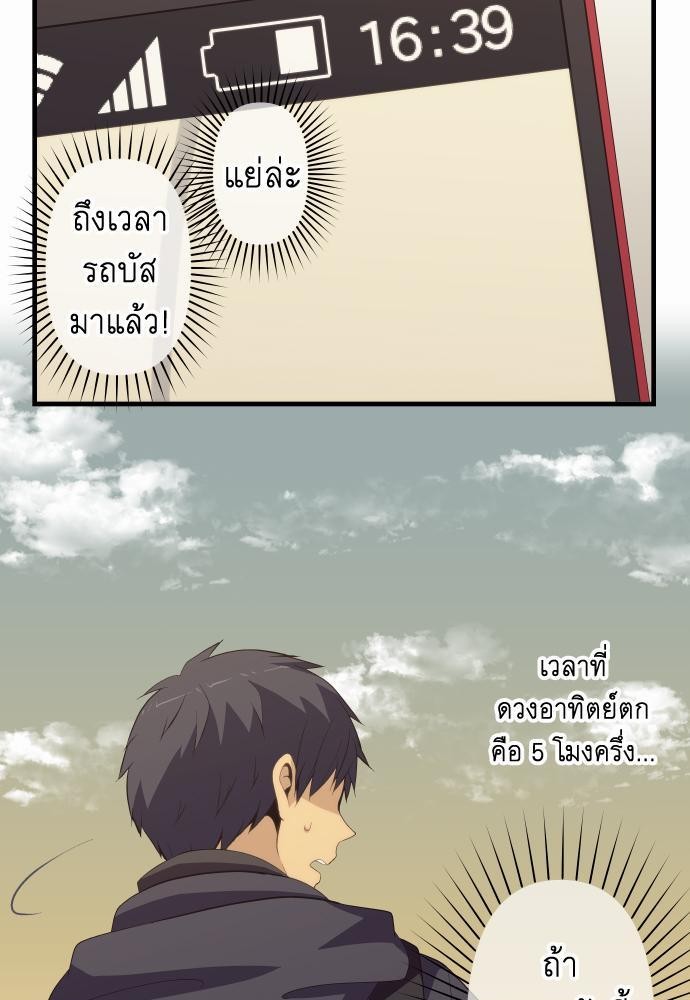 16:39
แย่ล่ะ
ถึงเวลา
รถบัส
มาแล้ว!
เวลาที่
ดวงอาทิตย์ตก
คือ 5 โมงครึ่ง...
ถ้า